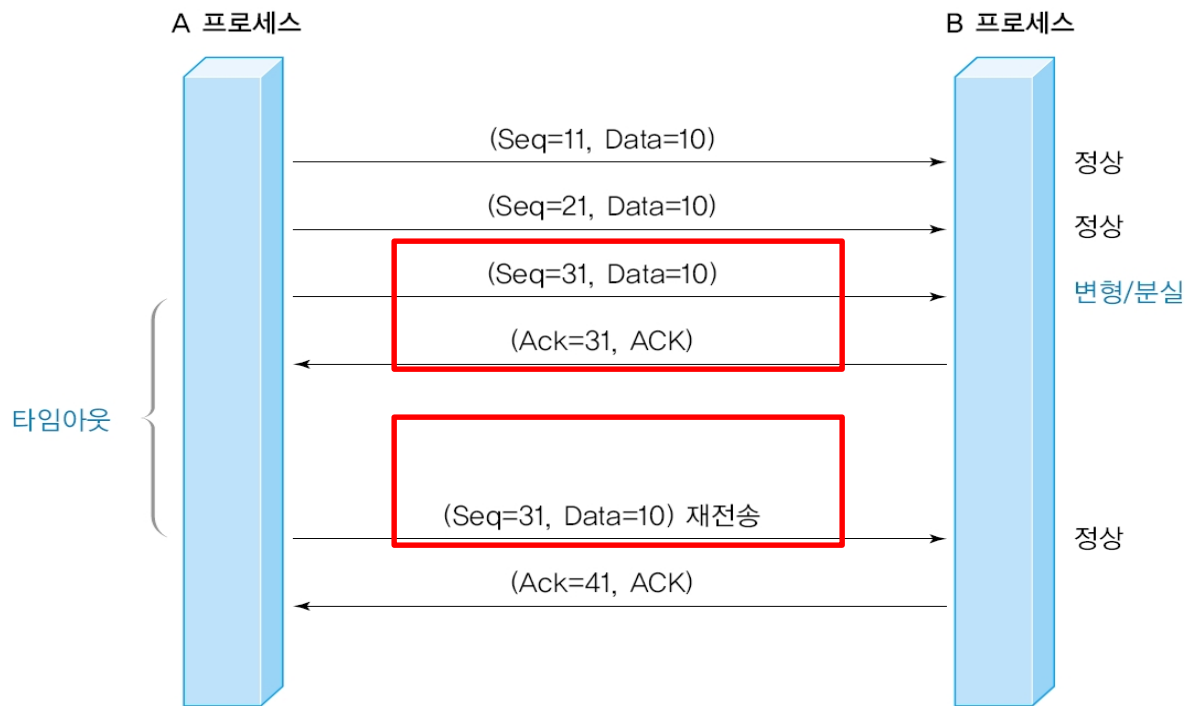 A 프로세스
B 프로세스
(Seq=11, Data=10)
정상
(Seq=21, Data=10)
정상
(Seq=31, Data=10)
변형/분실
(Ack=31, ACK)
타임아웃
(Seq=31, Data=10) 재전송
정상
(Ack=41, ACK)